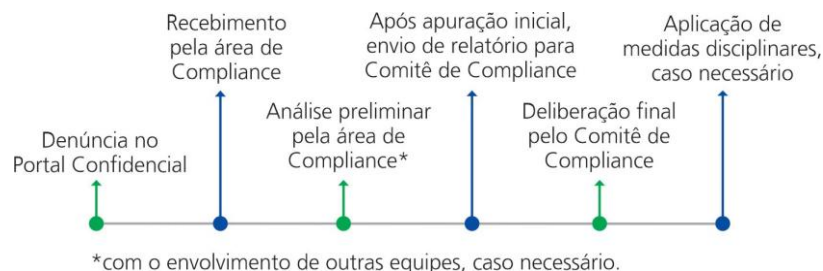 Denúncia no
Portal Confidencial
Recebimento
pela área de
Compliance
Análise preliminar
pela área de
Compliance*
Após apuração inicial,
envio de relatório para
Comitê de Compliance
Deliberação final
pelo Comitê de
Compliance
Aplicação de
medidas disciplinares,
caso necessário
*com o envolvimento de outras equipes, caso necessário.